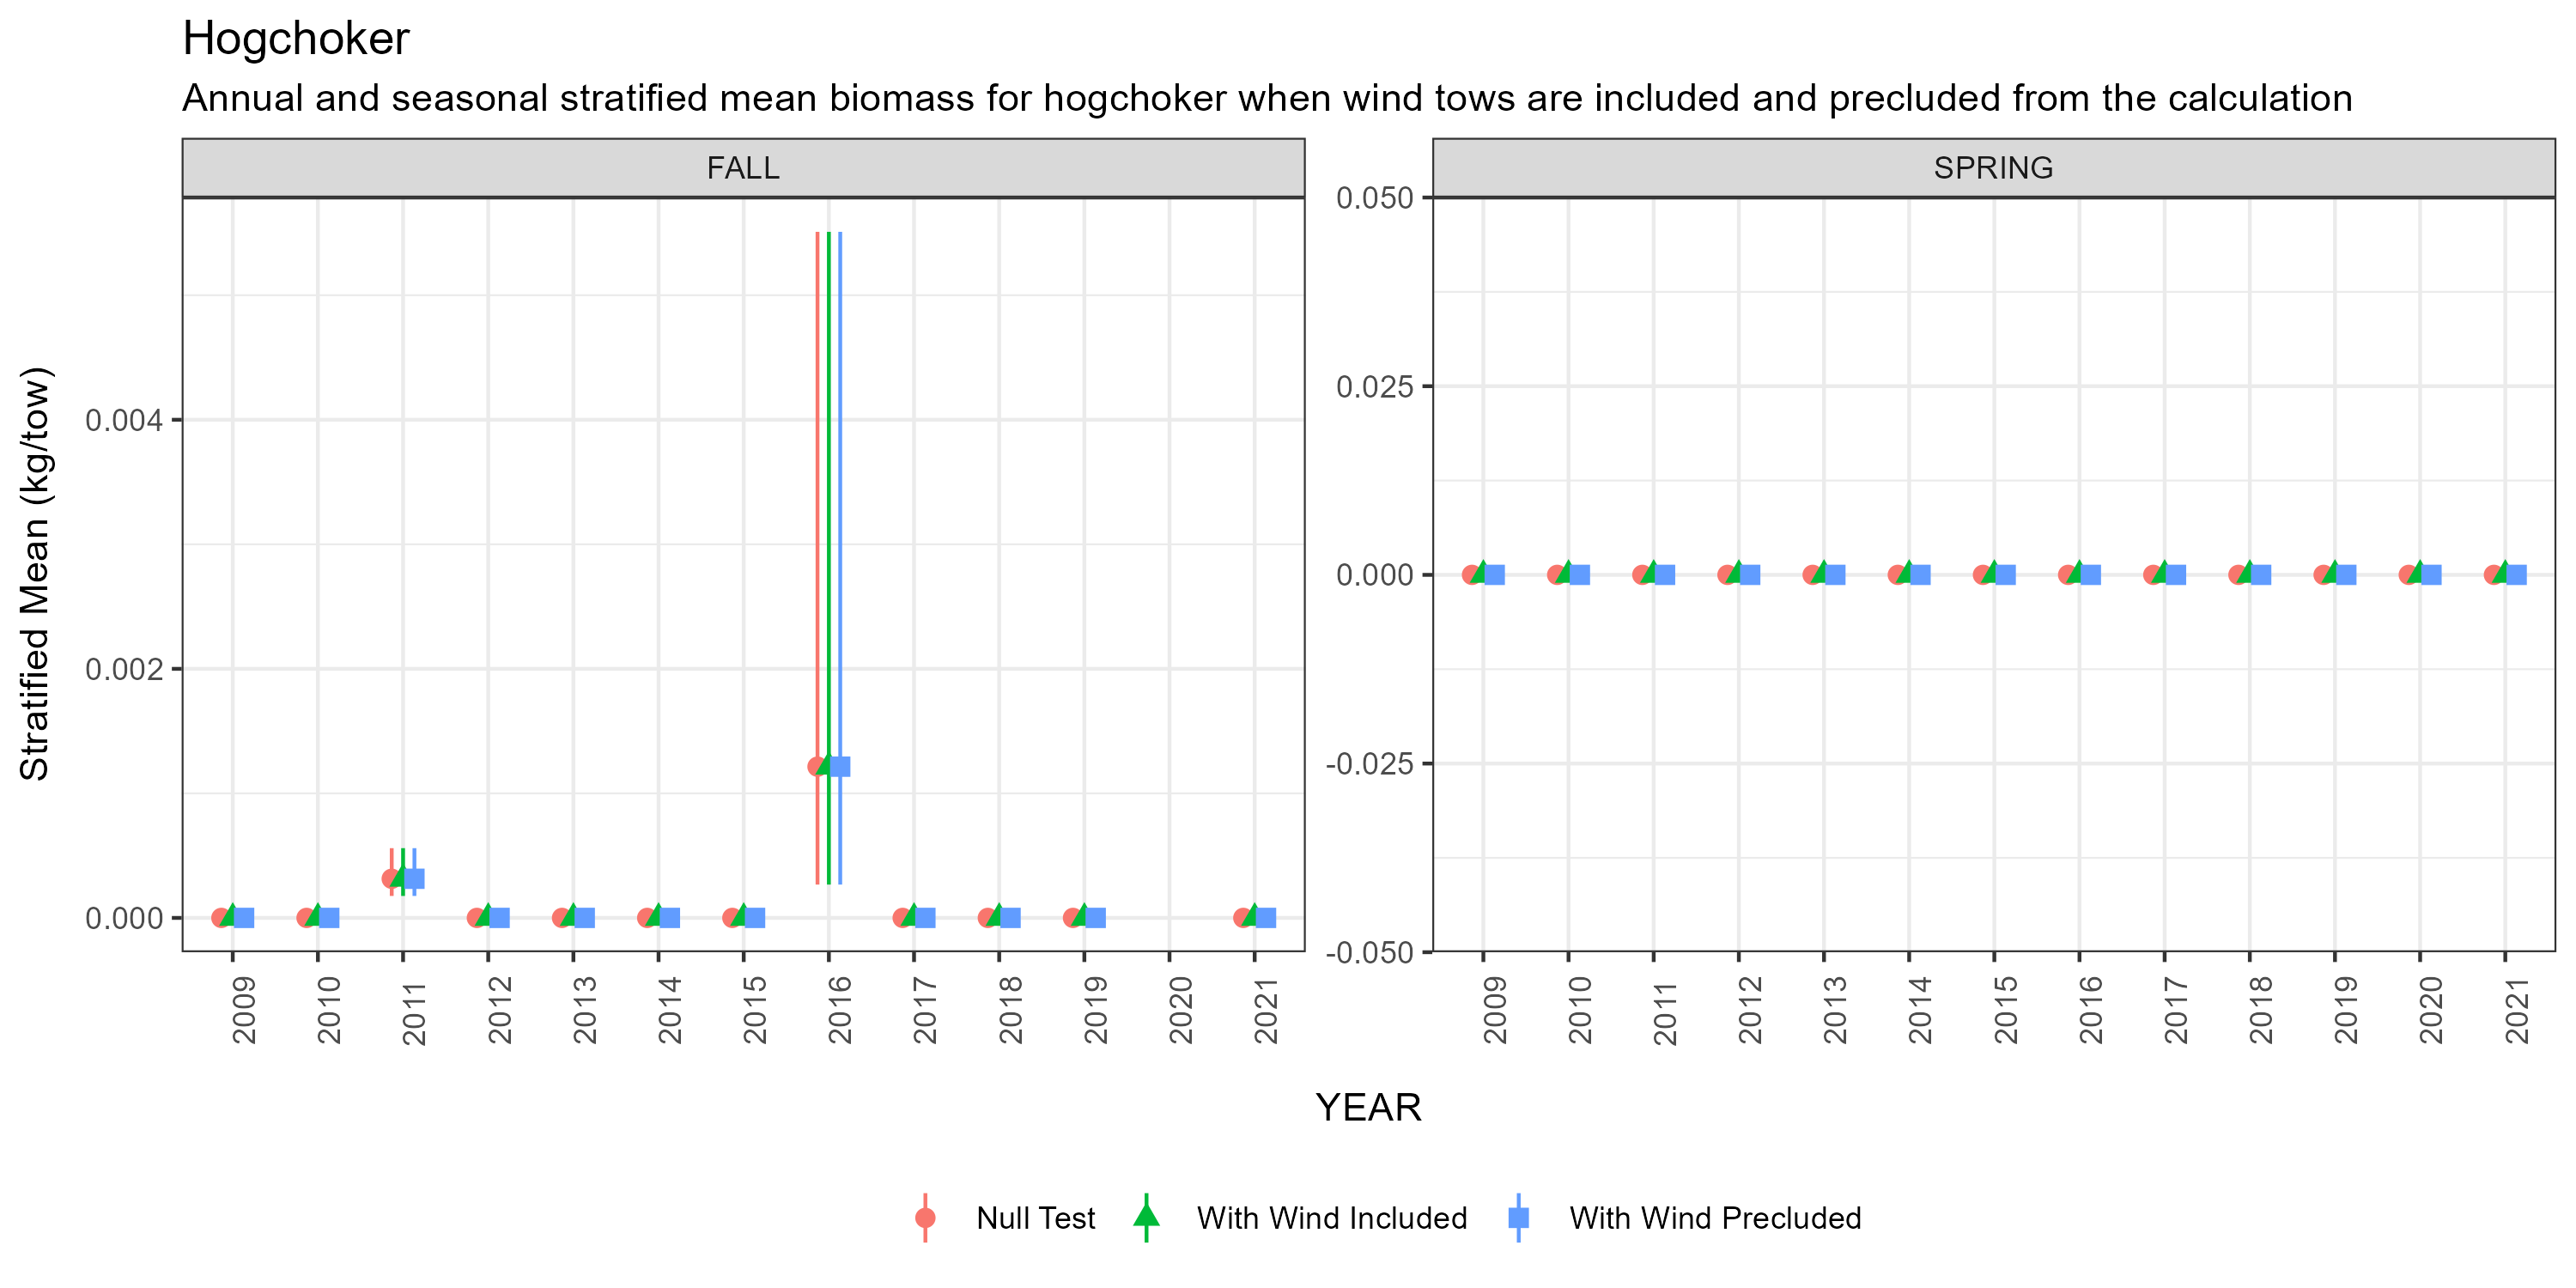 Hogchoker
Annual and seasonal stratified mean biomass for hogchoker when wind tows are included and precluded from the calculation
FALL
SPRING
Stratified Mean (kg/tow)
0.004
0.002
0.000
0.050
0.025
0.000
-0.025
-0.050
2009 2010 2011 2012 2013 2014 2015 2016 2017 2018 2019 2020 2021
2009 2010 2011 2012 2013 2014 2015 2016 2017 2018 2019 2020 2021
YEAR
Null Test With Wind Included With Wind Precluded